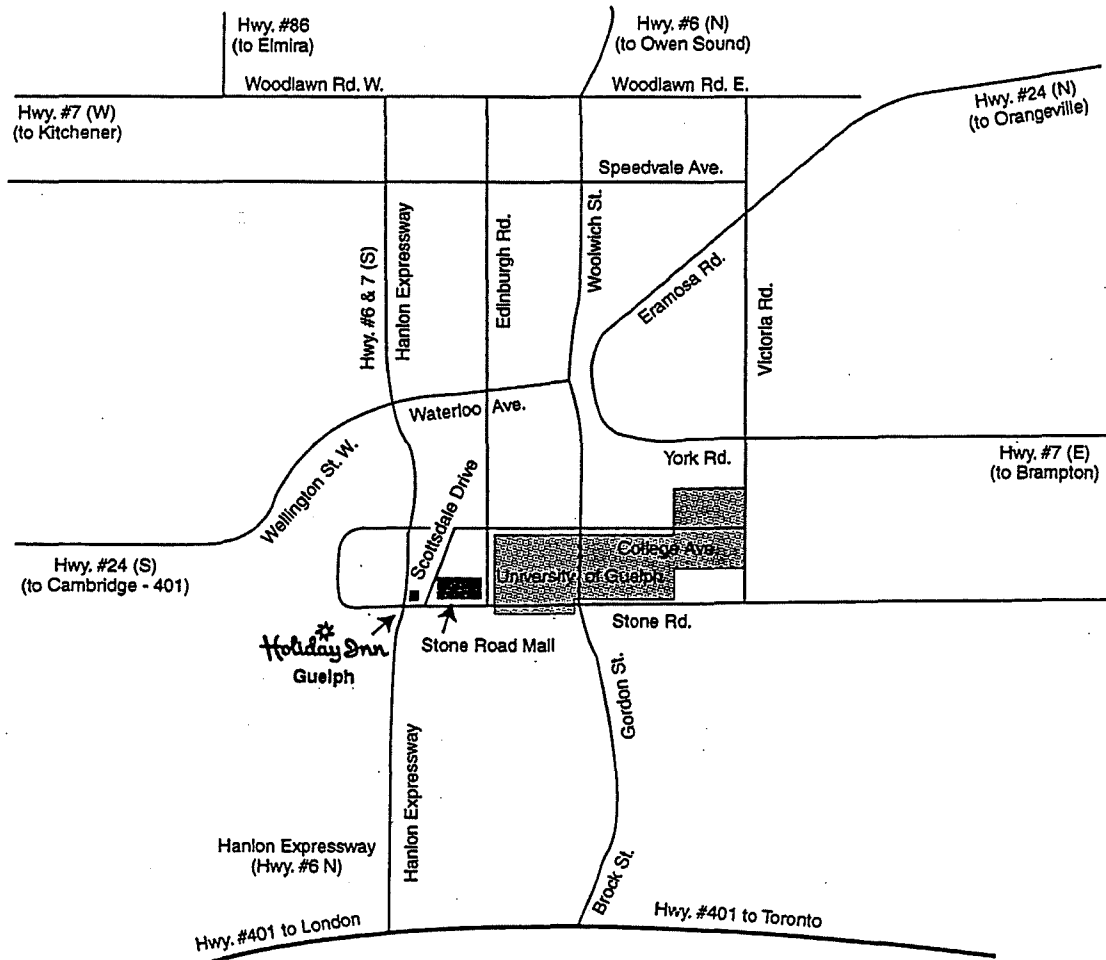 Hwy. #86
(to Elmira)
Hwy. #6 (N)
(to Owen Sound)
Woodlawn Rd. W.
Woodlawn Rd. E.
Hwy. #7 (W)
(to Kitchener)
Hwy. #24 (N)
(to Orangeville)
Speedvale Ave.
Hwy. #6 & 7 (S)
Hanlon Expressway
Edinburgh Rd.
Woolwich St.
Eramosa Rd.
Victoria Rd.
Waterloo Ave.
Wellington St. W.
York Rd.
Hwy. #7 (E)
(to Brampton)
Scottsdale Drive
Hwy. #24 (S)
(to Cambridge - 401)
College Ave.
University of Guelph
Stone Rd.
Holiday Inn
Guelph
Stone Road Mall
Gordon St.
Hanlon Expressway
Hanlon Expressway
(Hwy. #6 N)
Brock St.
Hwy. #401 to London
Hwy. #401 to Toronto